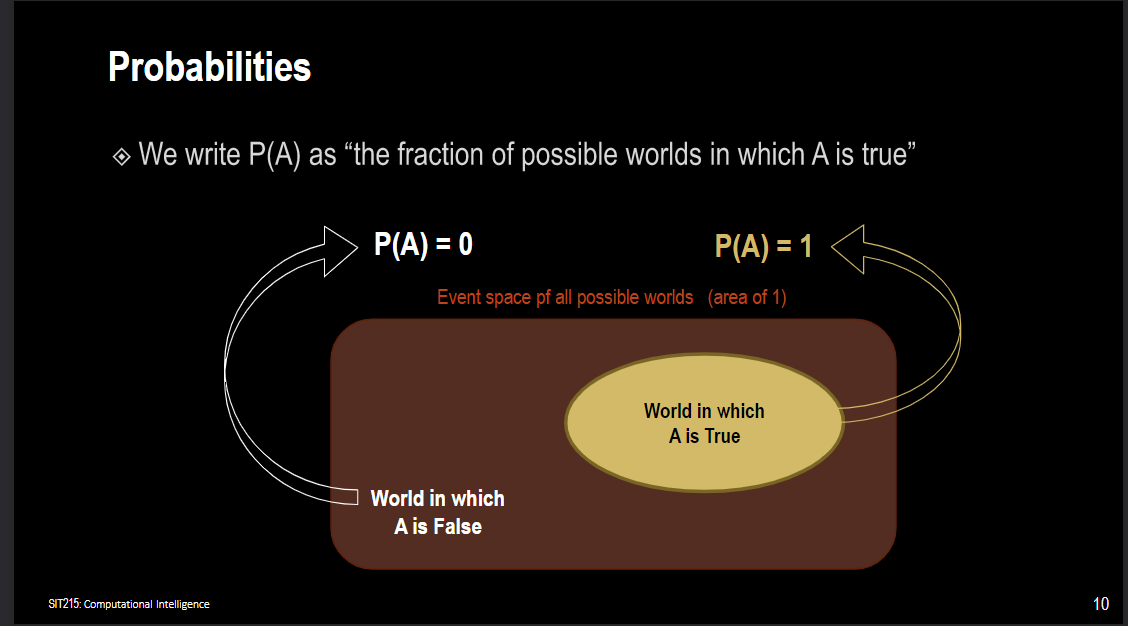 Probabilities
We write P(A) as “the fraction of possible worlds in which A is true”
P(A) = 0
P(A) = 1
Event space pf all possible worlds (area of 1)
World in which
A is True
World in which
A is False
SIT215: Computational Intelligence
10